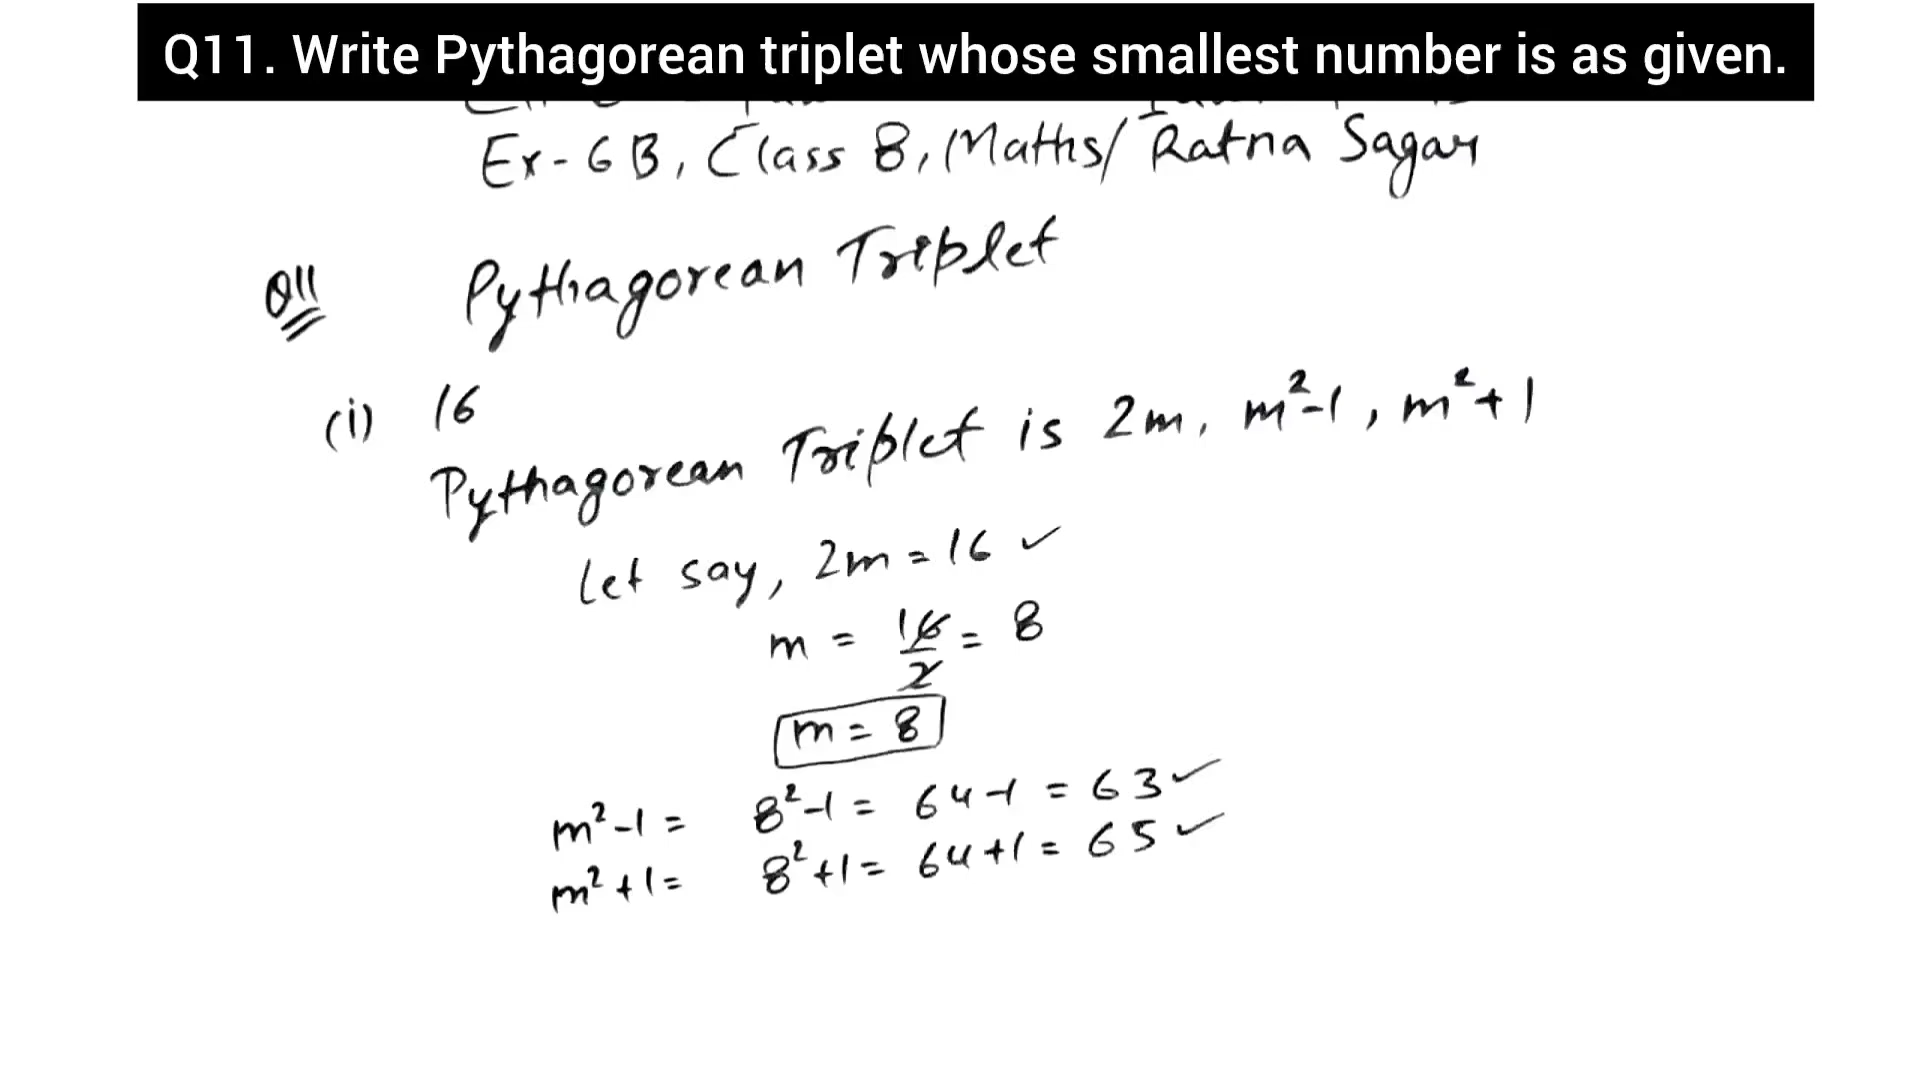 Q11. Write Pythagorean triplet whose smallest number is as given.
Ex-6B, Class 8, Maths/Ratna Sagar
Q11 Pythagorean Triplet
(i) 16
Pythagorean Triplet is 2m, m²-1, m²+1
Let say, 2m = 16 ✓
m = 16/2 = 8
m = 8
m²-1 = 8²-1 = 64-1 = 63 ✓
m²+1 = 8²+1 = 64+1 = 65 ✓